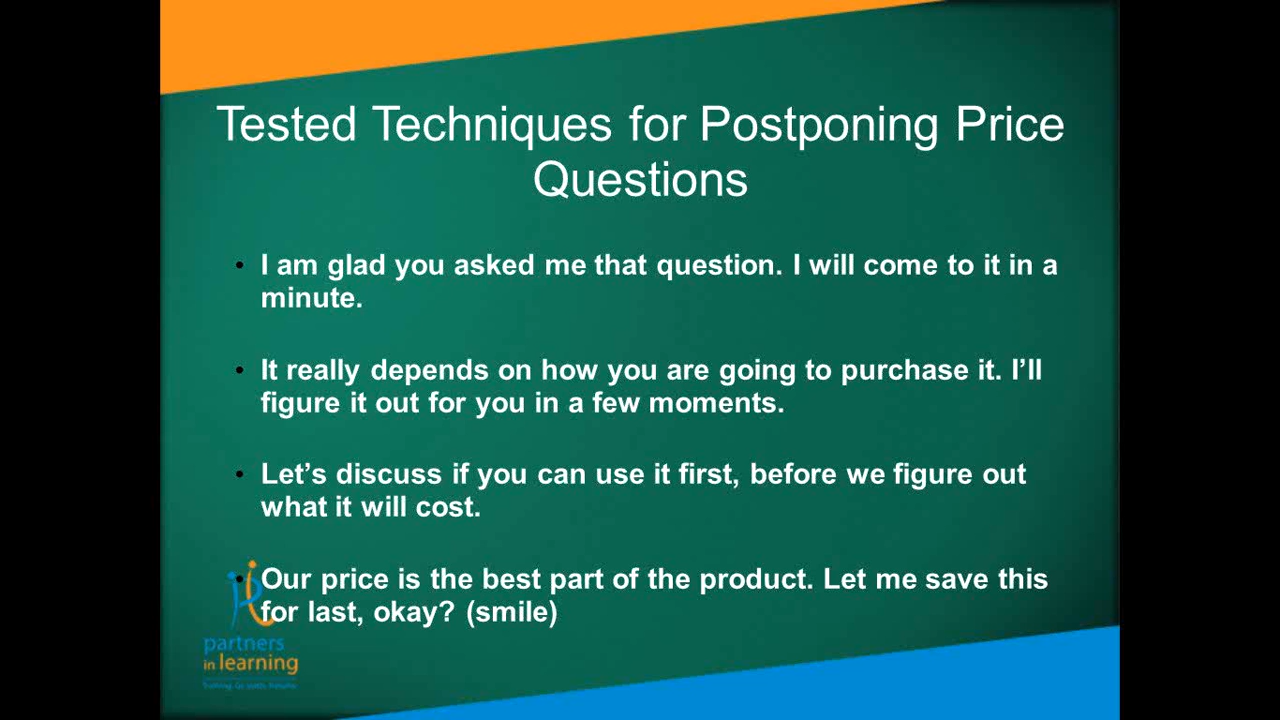 Tested Techniques for Postponing Price
Questions
• I am glad you asked me that question. I will come to it in a
minute.
• It really depends on how you are going to purchase it. I’ll
figure it out for you in a few moments.
• Let’s discuss if you can use it first, before we figure out
what it will cost.
• Our price is the best part of the product. Let me save this
for last, okay? (smile)
partners
in learning